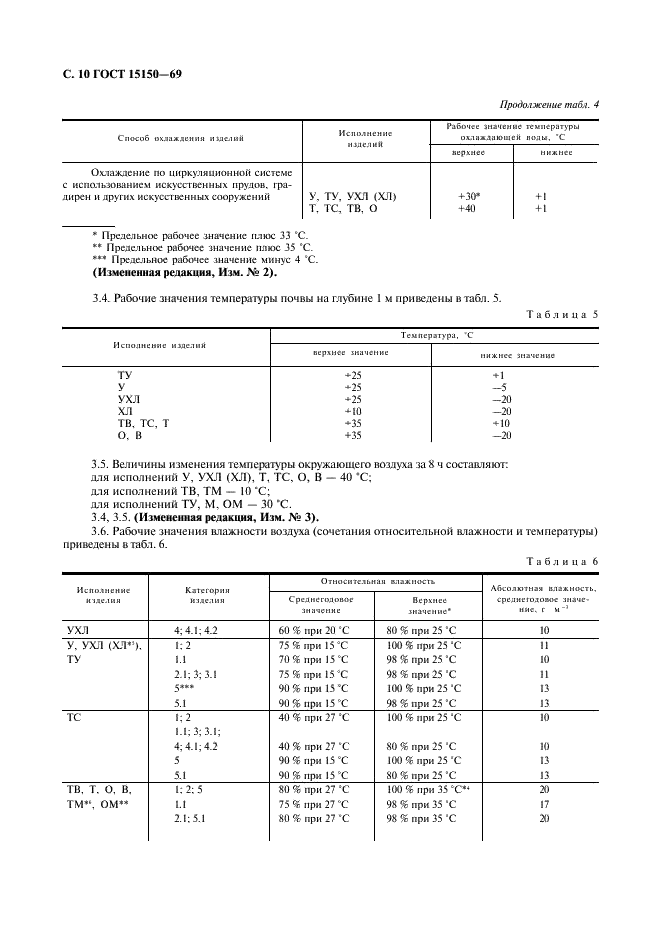 С. 10 ГОСТ 15150—69
Продолжение табл. 4
Способ охлаждения изделий
Исполнение
изделий
Рабочее значение температуры
охлаждающей воды, °С
верхнее
нижнее
Охлаждение по циркуляционной системе
с использованием искусственных прудов, гра-
дирен и других искусственных сооружений
У, ТУ, УХЛ (ХЛ) +30* +1
Т, ТС, ТВ, О +40 +1
* Предельное рабочее значение плюс 33 °С.
** Предельное рабочее значение плюс 35 °С.
*** Предельное рабочее значение минус 4 °С.
(Измененная редакция, Изм. № 2).
3.4. Рабочие значения температуры почвы на глубине 1 м приведены в табл. 5.
Таблица 5
Исполнение изделий
Температура, °С
верхнее значение
нижнее значение
ТУ +25 +1
У +25 —5
УХЛ +25 —20
ХЛ +10 —20
ТВ, ТС, Т +35 +10
О, В +35 —20
3.5. Величины изменения температуры окружающего воздуха за 8 ч составляют:
для исполнений У, УХЛ (ХЛ), Т, ТС, О, В — 40 °С;
для исполнений ТВ, ТМ — 10 °С;
для исполнений ТУ, М, ОМ — 30 °С.
3.4, 3.5. (Измененная редакция, Изм. № 3).
3.6. Рабочие значения влажности воздуха (сочетания относительной влажности и температуры)
приведены в табл. 6.
Таблица 6
Исполнение
изделия
Категория
изделия
Относительная влажность
Среднегодовое
значение
Верхнее
значение*
Абсолютная влажность,
среднегодовое значе-
ние, г м⁻³
УХЛ 4; 4.1; 4.2 60 % при 20 °С 80 % при 25 °С 10
У, УХЛ (ХЛ*³), 1; 2 75 % при 15 °С 100 % при 25 °С 11
ТУ 1.1 70 % при 15 °С 98 % при 25 °С 10
2.1; 3; 3.1 75 % при 15 °С 98 % при 25 °С 11
5*** 90 % при 15 °С 100 % при 25 °С 13
5.1 90 % при 15 °С 98 % при 25 °С 13
ТС 1; 2 40 % при 27 °С 100 % при 25 °С 10
1.1; 3; 3.1;
4; 4.1; 4.2 40 % при 27 °С 80 % при 25 °С 10
5 90 % при 15 °С 100 % при 25 °С 13
5.1 90 % при 15 °С 80 % при 25 °С 13
ТВ, Т, О, В, 1; 2; 5 80 % при 27 °С 100 % при 35 °С*⁴ 20
ТМ*⁶, ОМ** 1.1 75 % при 27 °С 98 % при 35 °С 17
2.1; 5.1 80 % при 27 °С 98 % при 35 °С 20